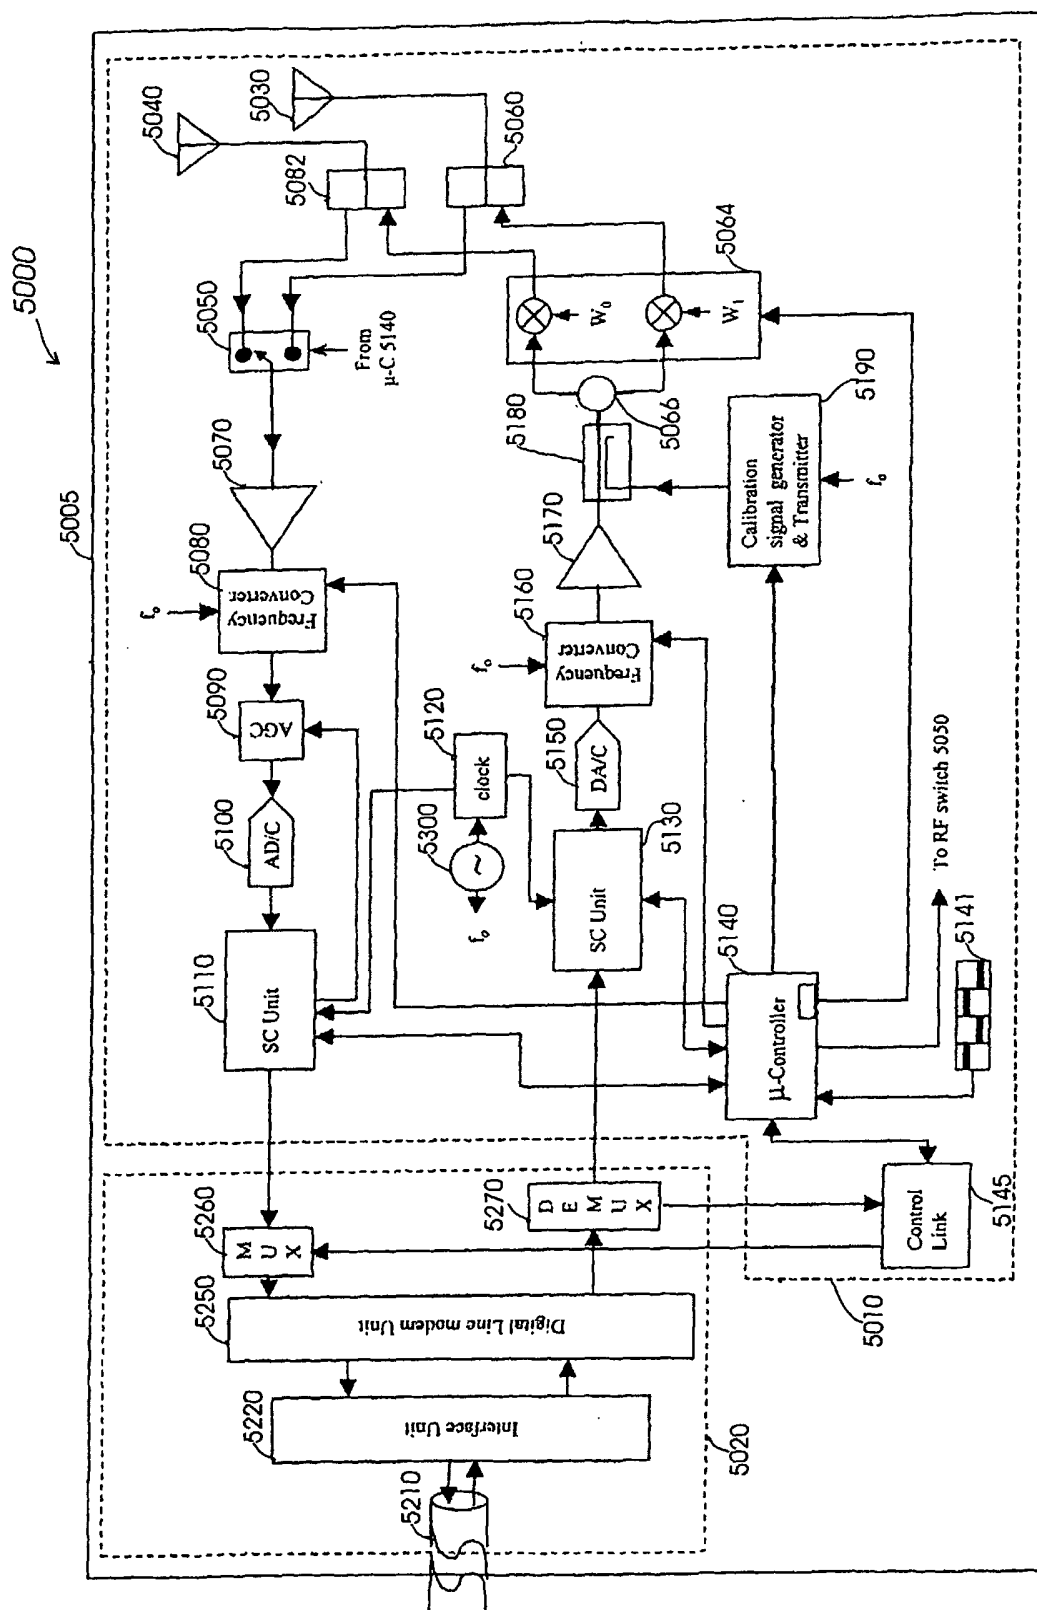 5000
5005
5040
5030
5082
5060
5050
From
μ-C 5140
5070
5080
f₀
Frequency
Converter
5090
AGC
5100
AD/C
5110
SC Unit
5064
W₀
W₁
5066
5180
5190
Calibration
signal generator
& Transmitter
f₀
5170
5160
f₀
Frequency
Converter
5150
DA/C
5120
clock
5300
~
f₀
5130
SC Unit
To RF switch 5050
5140
μ-Controller
5141
5145
Control
Link
5010
5260
M
U
X
5270
D
E
M
U
X
5250
Digital Line modem Unit
5220
Interface Unit
5210
5020